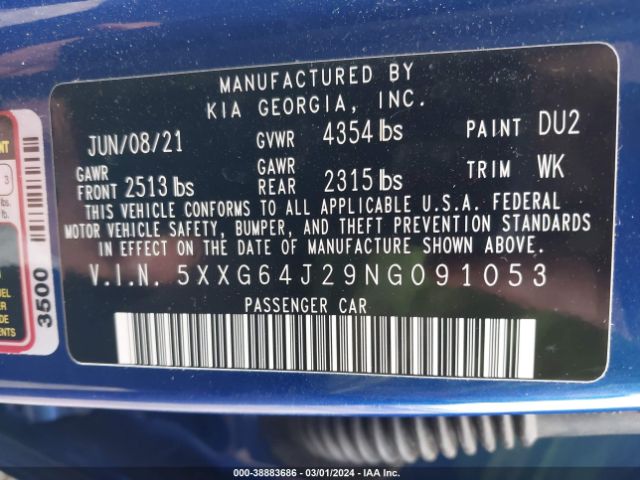 MANUFACTURED BY
KIA GEORGIA, INC.
JUN/08/21 GVWR 4354 lbs PAINT DU2
GAWR FRONT 2513 lbs GAWR REAR 2315 lbs TRIM WK
THIS VEHICLE CONFORMS TO ALL APPLICABLE U.S.A. FEDERAL
MOTOR VEHICLE SAFETY, BUMPER, AND THEFT PREVENTION STANDARDS
IN EFFECT ON THE DATE OF MANUFACTURE SHOWN ABOVE.
V.I.N. 5XXG64J29NG091053
PASSENGER CAR
3500
000-38883686 - 03/01/2024 - IAA Inc.